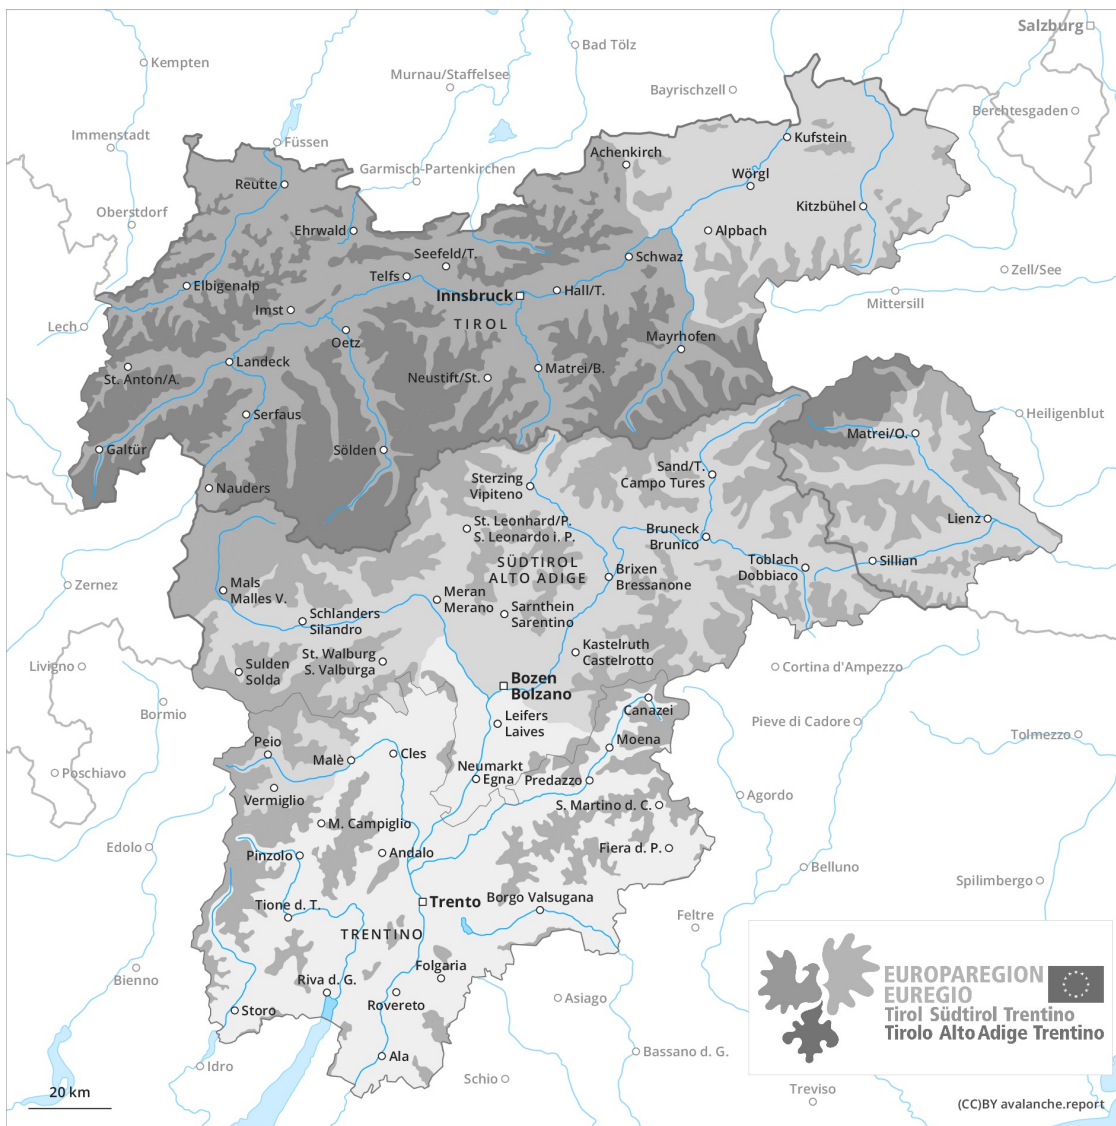 Salzburg
Bad Tölz
Kempten
Murnau/Staffelsee
Bayrischzell
Berchtesgaden
Immenstadt
Füssen
Kufstein
Achenkirch
Garmisch-Partenkirchen
Wörgl
Reutte
Oberstdorf
Kitzbühel
Ehrwald
Alpbach
Seefeld/T.
Schwaz
Zell/See
Telfs
Elbigenalp
Hall/T.
Innsbruck
Mittersill
Imst
TIROL
Lech
Oetz
Mayrhofen
Landeck
Matrei/B.
St. Anton/A.
Neustift/St.
Serfaus
Heiligenblut
Matrei/O.
Galtür
Sölden
Sand/T.
Campo Tures
Sterzing
Vipiteno
Nauders
Lienz
St. Leonhard/P.
S. Leonardo i. P.
Bruneck
Brunico
SÜDTIROL
ALTO ADIGE
Toblach
Dobbiaco
Sillian
Brixen
Bressanone
Zernez
Mals
Malles V.
Meran
Merano
Schlanders
Silandro
Sarnthein
Sarentino
Kastelruth
Castelrotto
St. Walburg
S. Valburga
Livigno
Sulden
Solda
Cortina d'Ampezzo
Bozen
Bolzano
Bormio
Canazei
Leifers
Laives
Pieve di Cadore
Tolmezzo
Moena
Peio
Cles
Malè
Poschiavo
Neumarkt
Egna
Predazzo
Vermiglio
Agordo
S. Martino d. C.
M. Campiglio
Edolo
Fiera d. P.
Pinzolo
Andalo
Belluno
Spilimbergo
Trento
Borgo Valsugana
Tione d. T.
Feltre
TRENTINO
Bienno
Folgaria
Riva d. G.
Rovereto
Asiago
Storo
EUROPAREGION
EUREGIO
Tirol Südtirol Trentino
Tirolo Alto Adige Trentino
Bassano d. G.
Ala
Idro
Schio
Treviso
20 km
(CC)BY avalanche.report